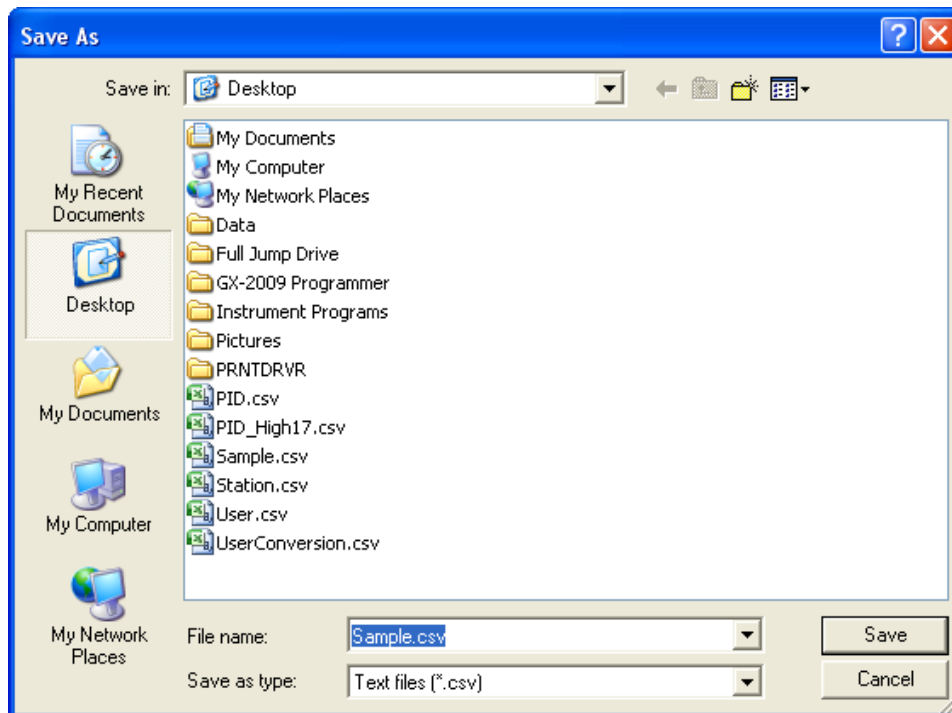 Save As
Save in:
Desktop
My Recent
Documents
Desktop
My Documents
My Computer
My Network
Places
My Documents
My Computer
My Network Places
Data
Full Jump Drive
GX-2009 Programmer
Instrument Programs
Pictures
PRNTDRVR
PID.csv
PID_High17.csv
Sample.csv
Station.csv
User.csv
UserConversion.csv
File name:
Sample.csv
Save
Save as type:
Text files (*.csv)
Cancel